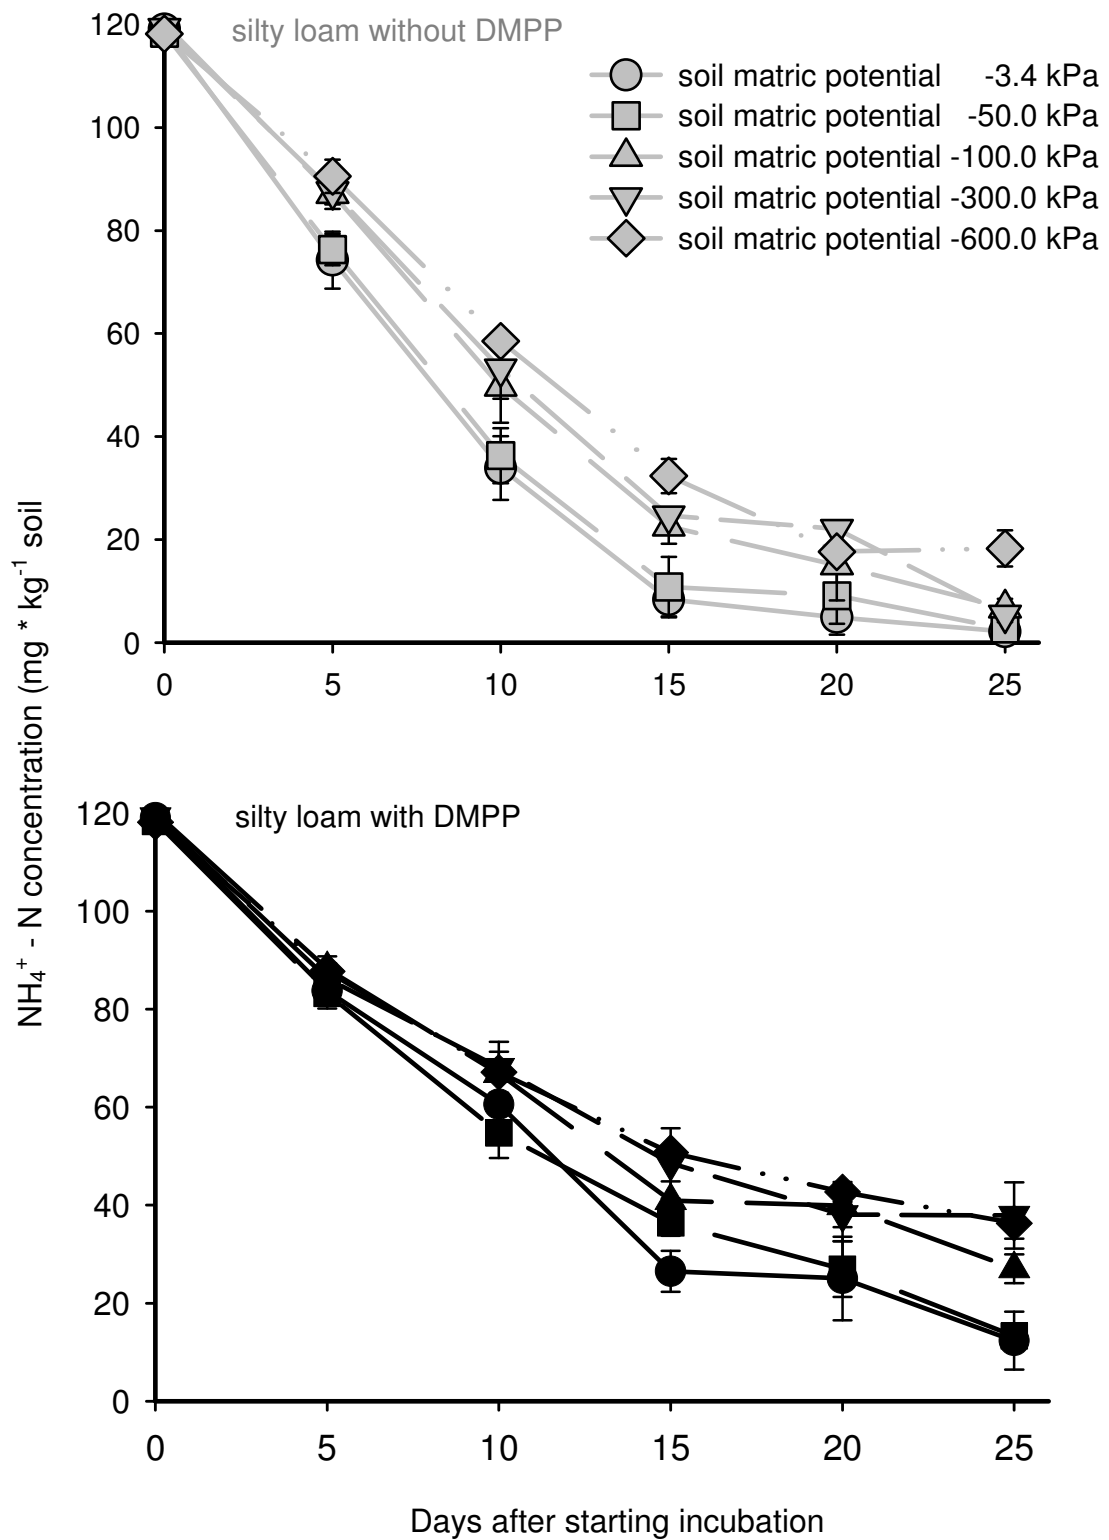 silty loam without DMPP
soil matric potential -3.4 kPa
soil matric potential -50.0 kPa
soil matric potential -100.0 kPa
soil matric potential -300.0 kPa
soil matric potential -600.0 kPa
120
100
80
60
40
20
0
0 5 10 15 20 25
NH₄⁺ - N concentration (mg * kg⁻¹ soil
silty loam with DMPP
120
100
80
60
40
20
0
0 5 10 15 20 25
Days after starting incubation